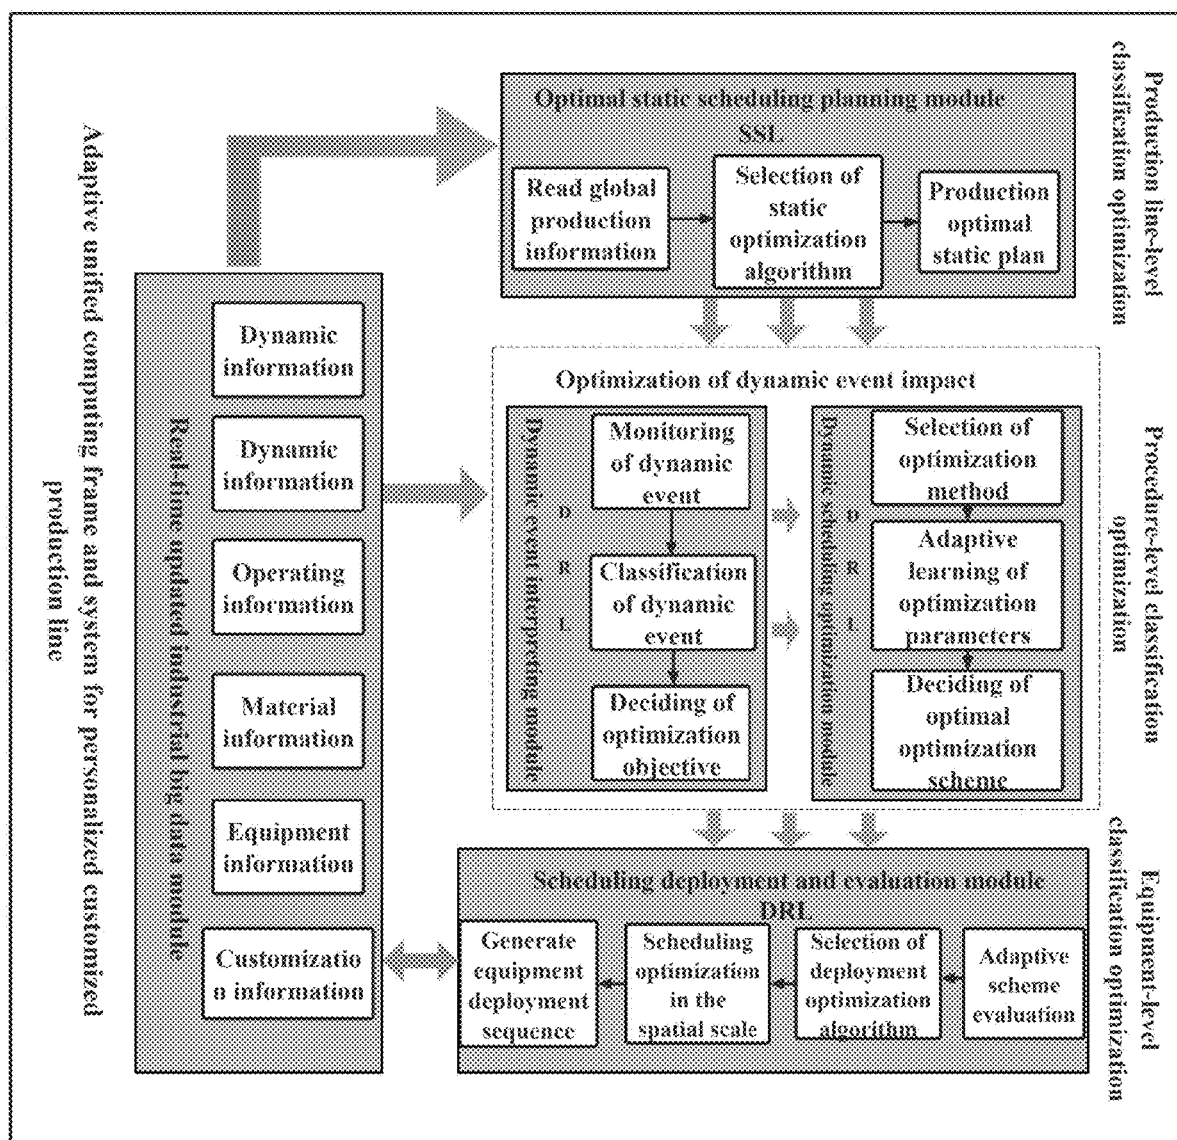 Adaptive unified computing frame and system for personalized customized
production line
Real-time updated industrial big data module
Dynamic
information
Dynamic
information
Operating
information
Material
information
Equipment
information
Customizatio
n information
Optimal static scheduling planning module
SSL
Read global
production
information
Selection of
static
optimization
algorithm
Production
optimal
static plan
Production line-level
classification optimization
Optimization of dynamic event impact
Dynamic event interpreting module
D
R
L
Monitoring
of dynamic
event
Classification
of dynamic
event
Deciding of
optimization
objective
Dynamic scheduling optimization module
D
R
L
Selection of
optimization
method
Adaptive
learning of
optimization
parameters
Deciding of
optimal
optimization
scheme
Procedure-level classification
optimization
Scheduling deployment and evaluation module
DRL
Generate
equipment
deployment
sequence
Scheduling
optimization
in the
spatial scale
Selection of
deployment
optimization
algorithm
Adaptive
scheme
evaluation
Equipment-level
classification optimization